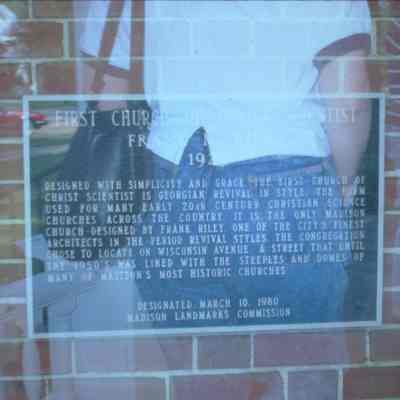 FIRST CHURCH OF CHRIST SCIENTIST
FR
19
DESIGNED WITH SIMPLICITY AND GRACE THE FIRST CHURCH OF
CHRIST SCIENTIST IS GEORGIAN REVIVAL IN STYLE. THE FORM
USED FOR MANY EARLY 20TH CENTURY CHRISTIAN SCIENCE
CHURCHES ACROSS THE COUNTRY. IT IS THE ONLY MADISON
CHURCH DESIGNED BY FRANK RILEY, ONE OF THE CITY'S FINEST
ARCHITECTS IN THE PERIOD REVIVAL STYLES. THE CONGREGATION
CHOSE TO LOCATE ON WISCONSIN AVENUE, A STREET THAT UNTIL
THE 1950'S WAS LINED WITH THE STEEPLES AND DOMES OF
MANY OF MADISON'S MOST HISTORIC CHURCHES
DESIGNATED MARCH 10, 1980
MADISON LANDMARKS COMMISSION